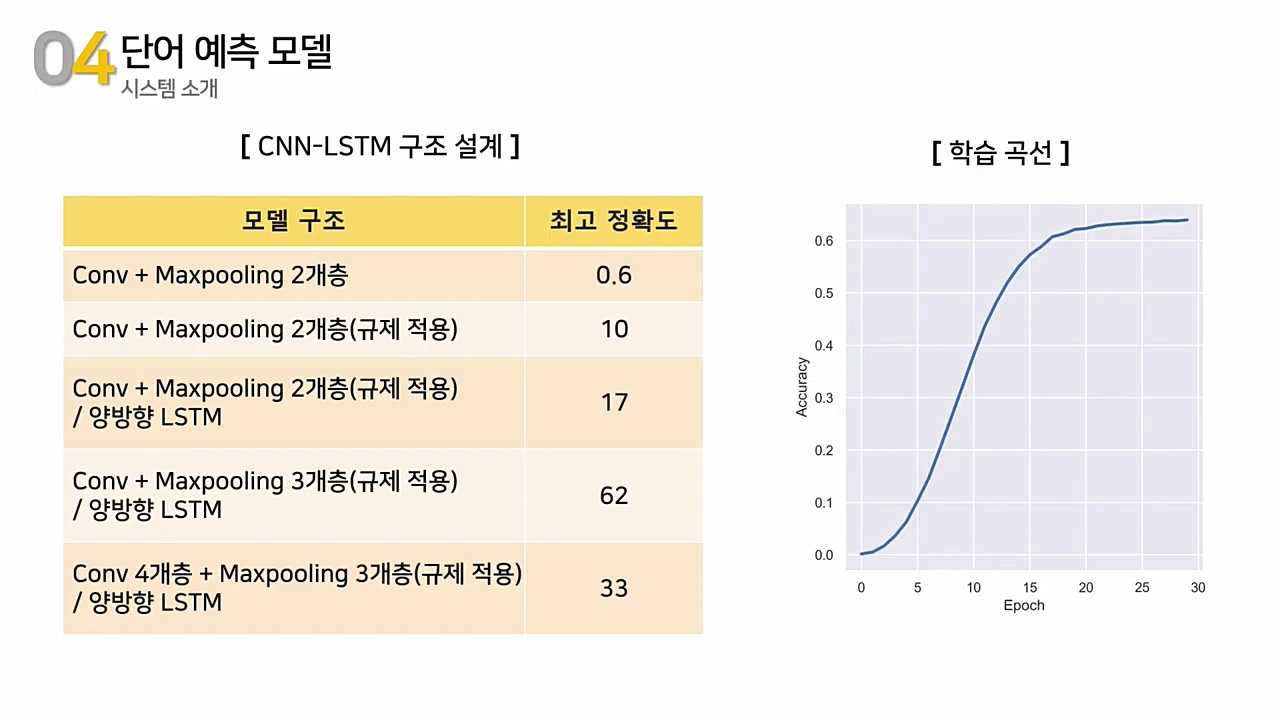 04 단어 예측 모델
시스템 소개
[ CNN-LSTM 구조 설계 ]
모델 구조 최고 정확도
Conv + Maxpooling 2개층 0.6
Conv + Maxpooling 2개층(규제 적용) 10
Conv + Maxpooling 2개층(규제 적용)
/ 양방향 LSTM 17
Conv + Maxpooling 3개층(규제 적용)
/ 양방향 LSTM 62
Conv 4개층 + Maxpooling 3개층(규제 적용)
/ 양방향 LSTM 33
[ 학습 곡선 ]
Accuracy
0.6
0.5
0.4
0.3
0.2
0.1
0.0
0 5 10 15 20 25 30
Epoch